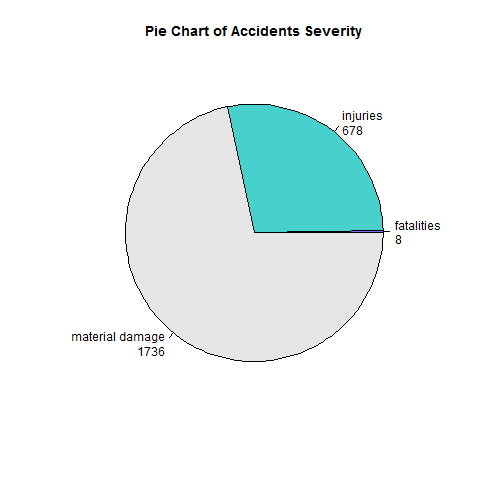 Pie Chart of Accidents Severity
injuries
678
fatalities
8
material damage
1736